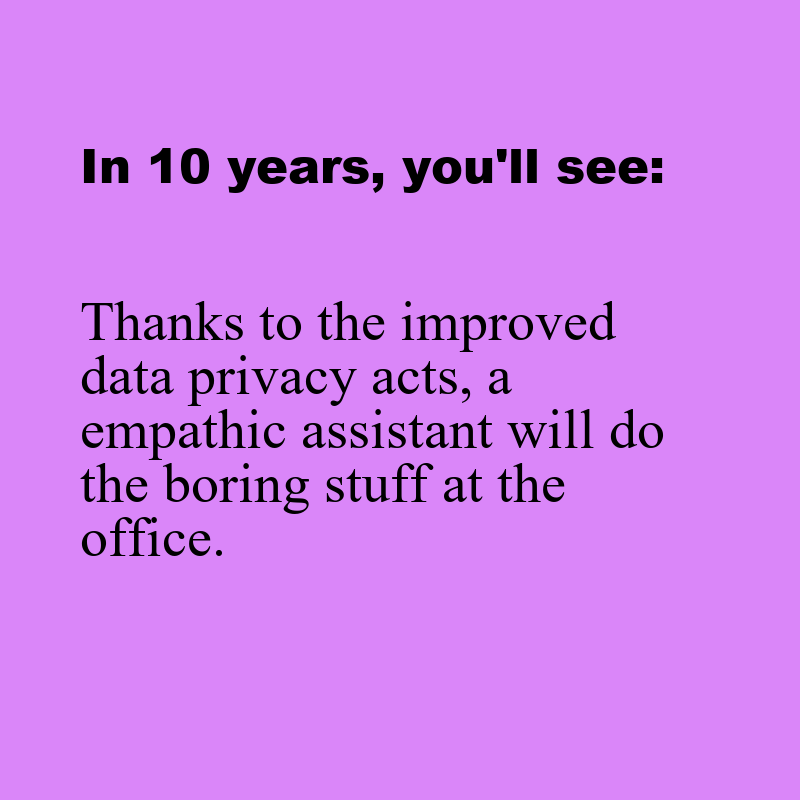 In 10 years, you'll see:
Thanks to the improved
data privacy acts, a
empathic assistant will do
the boring stuff at the
office.